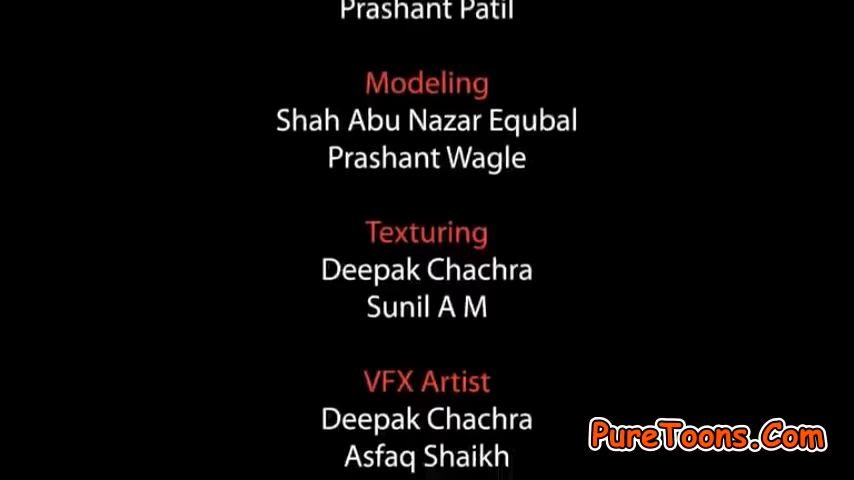 Prashant Patil
Modeling
Shah Abu Nazar Equbal
Prashant Wagle
Texturing
Deepak Chachra
Sunil A M
VFX Artist
Deepak Chachra
Asfaq Shaikh
PureToons.Com